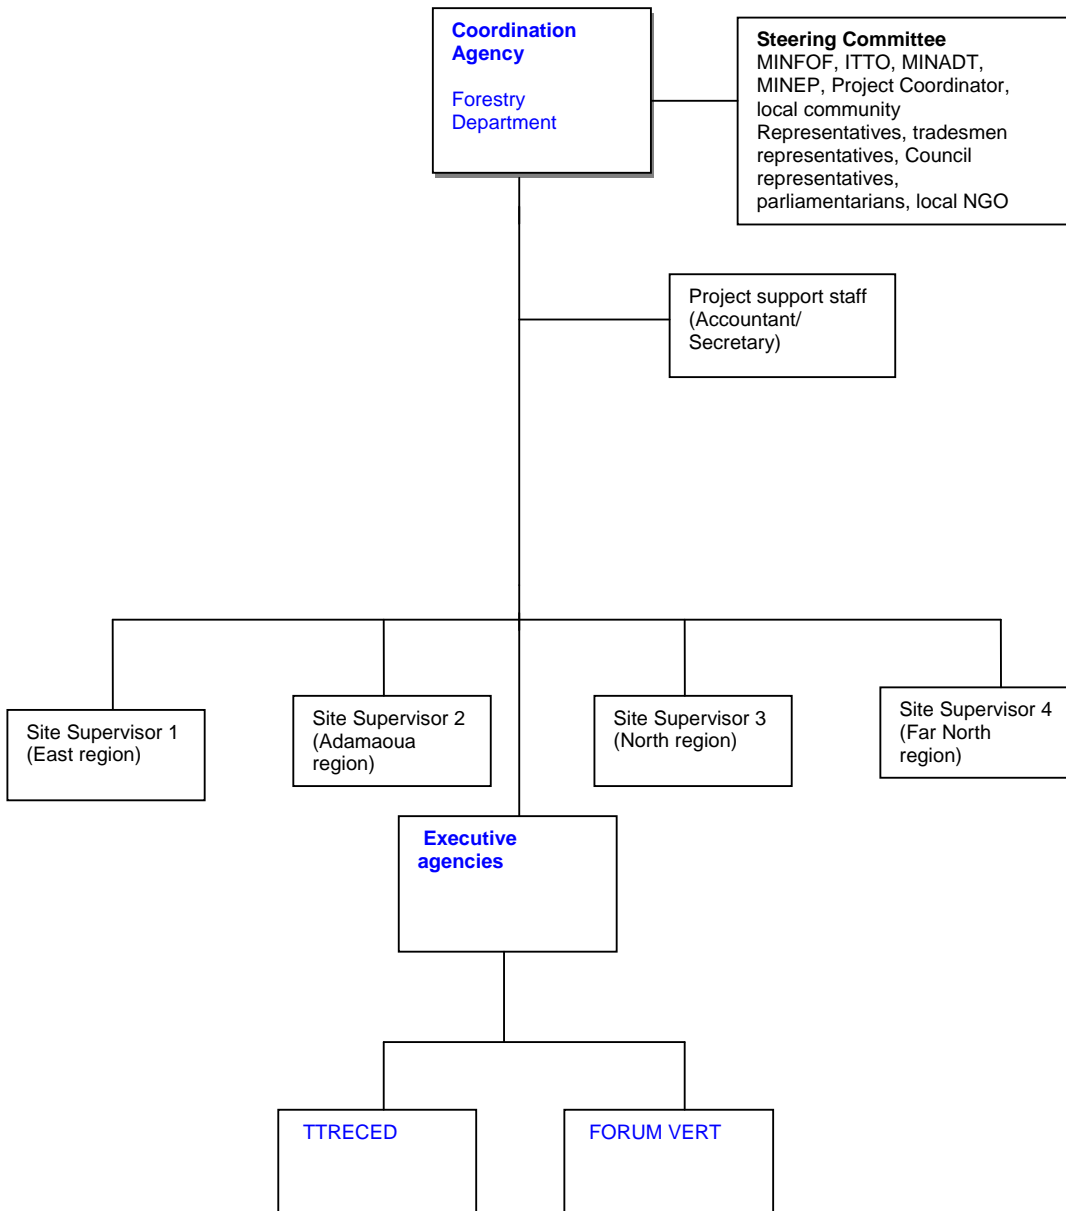 Coordination
Agency
Forestry
Department
Steering Committee
MINFOF, ITTO, MINADT,
MINEP, Project Coordinator,
local community
Representatives, tradesmen
representatives, Council
representatives,
parliamentarians, local NGO
Project support staff
(Accountant/
Secretary)
Site Supervisor 1
(East region)
Site Supervisor 2
(Adamaoua
region)
Site Supervisor 3
(North region)
Site Supervisor 4
(Far North
region)
Executive
agencies
TTRECED
FORUM VERT